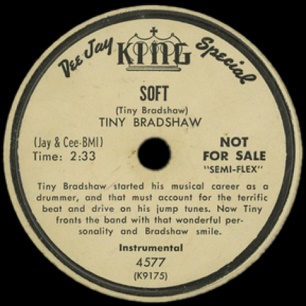 Dee Jay KING Special
SOFT
(Tiny Bradshaw)
TINY BRADSHAW
(Jay & Cee-BMI)
Time: 2:33
NOT
FOR SALE
"SEMI-FLEX"
Tiny Bradshaw started his musical career as a
drummer, and that must account for the terrific
beat and drive on his jump tunes. Now Tiny
fronts the band with that wonderful per-
sonality and Bradshaw smile.
Instrumental
4577
(K9175)